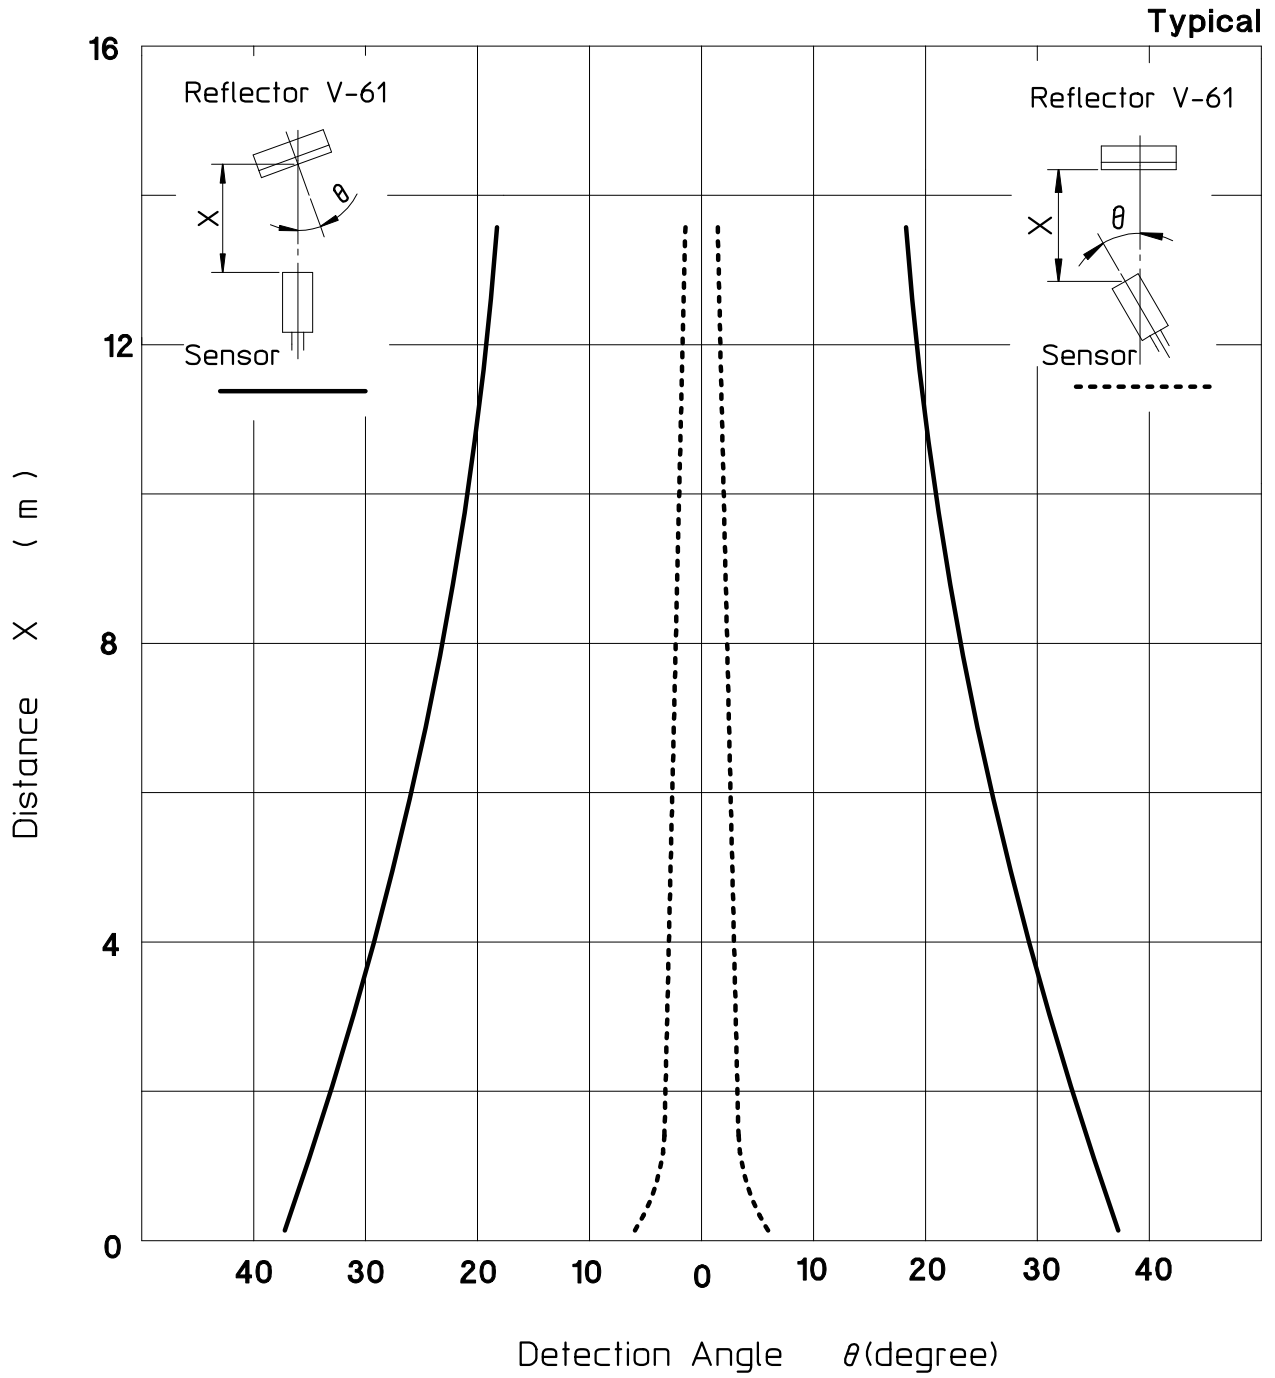 Typical
16
Reflector V-61
Reflector V-61
X
θ
X
θ
12
Sensor
Sensor
8
4
0
Distance X (m)
40 30 20 10 0 10 20 30 40
Detection Angle θ(degree)